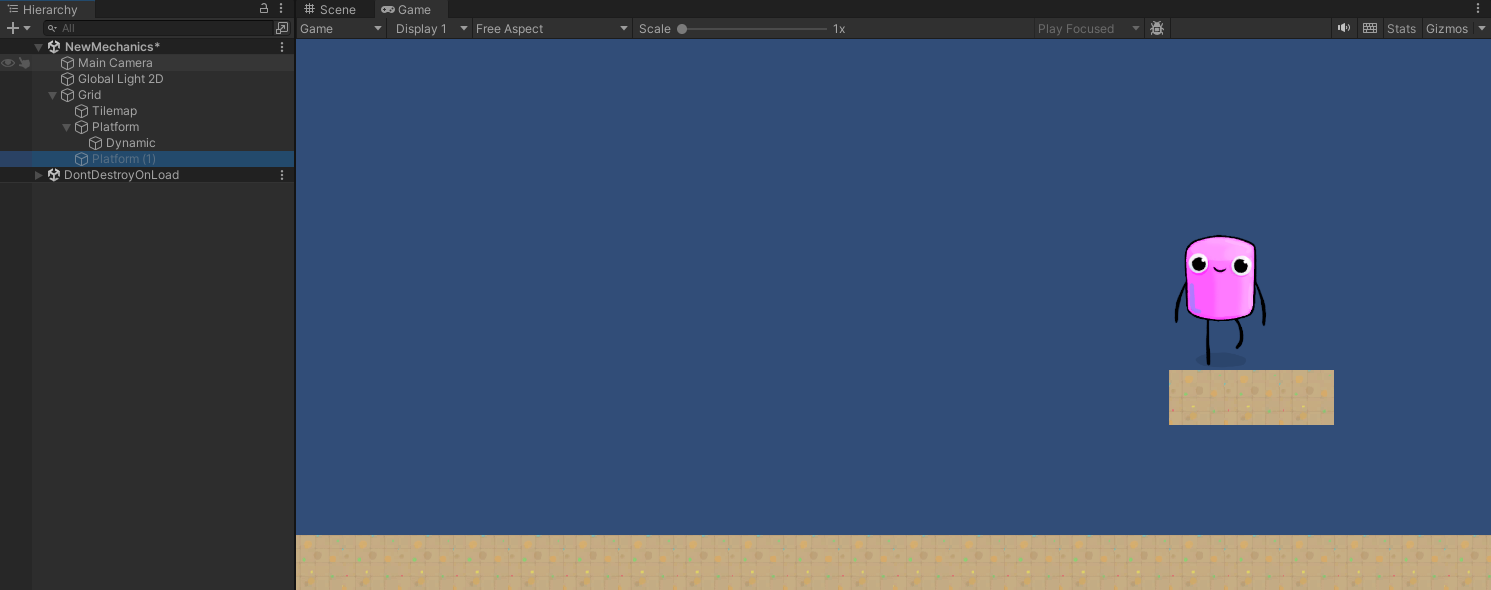 Hierarchy
All
NewMechanics*
Main Camera
Global Light 2D
Grid
Tilemap
Platform
Dynamic
Platform (1)
DontDestroyOnLoad
Scene Game
Game Display 1 Free Aspect Scale 1x Play Focused Stats Gizmos